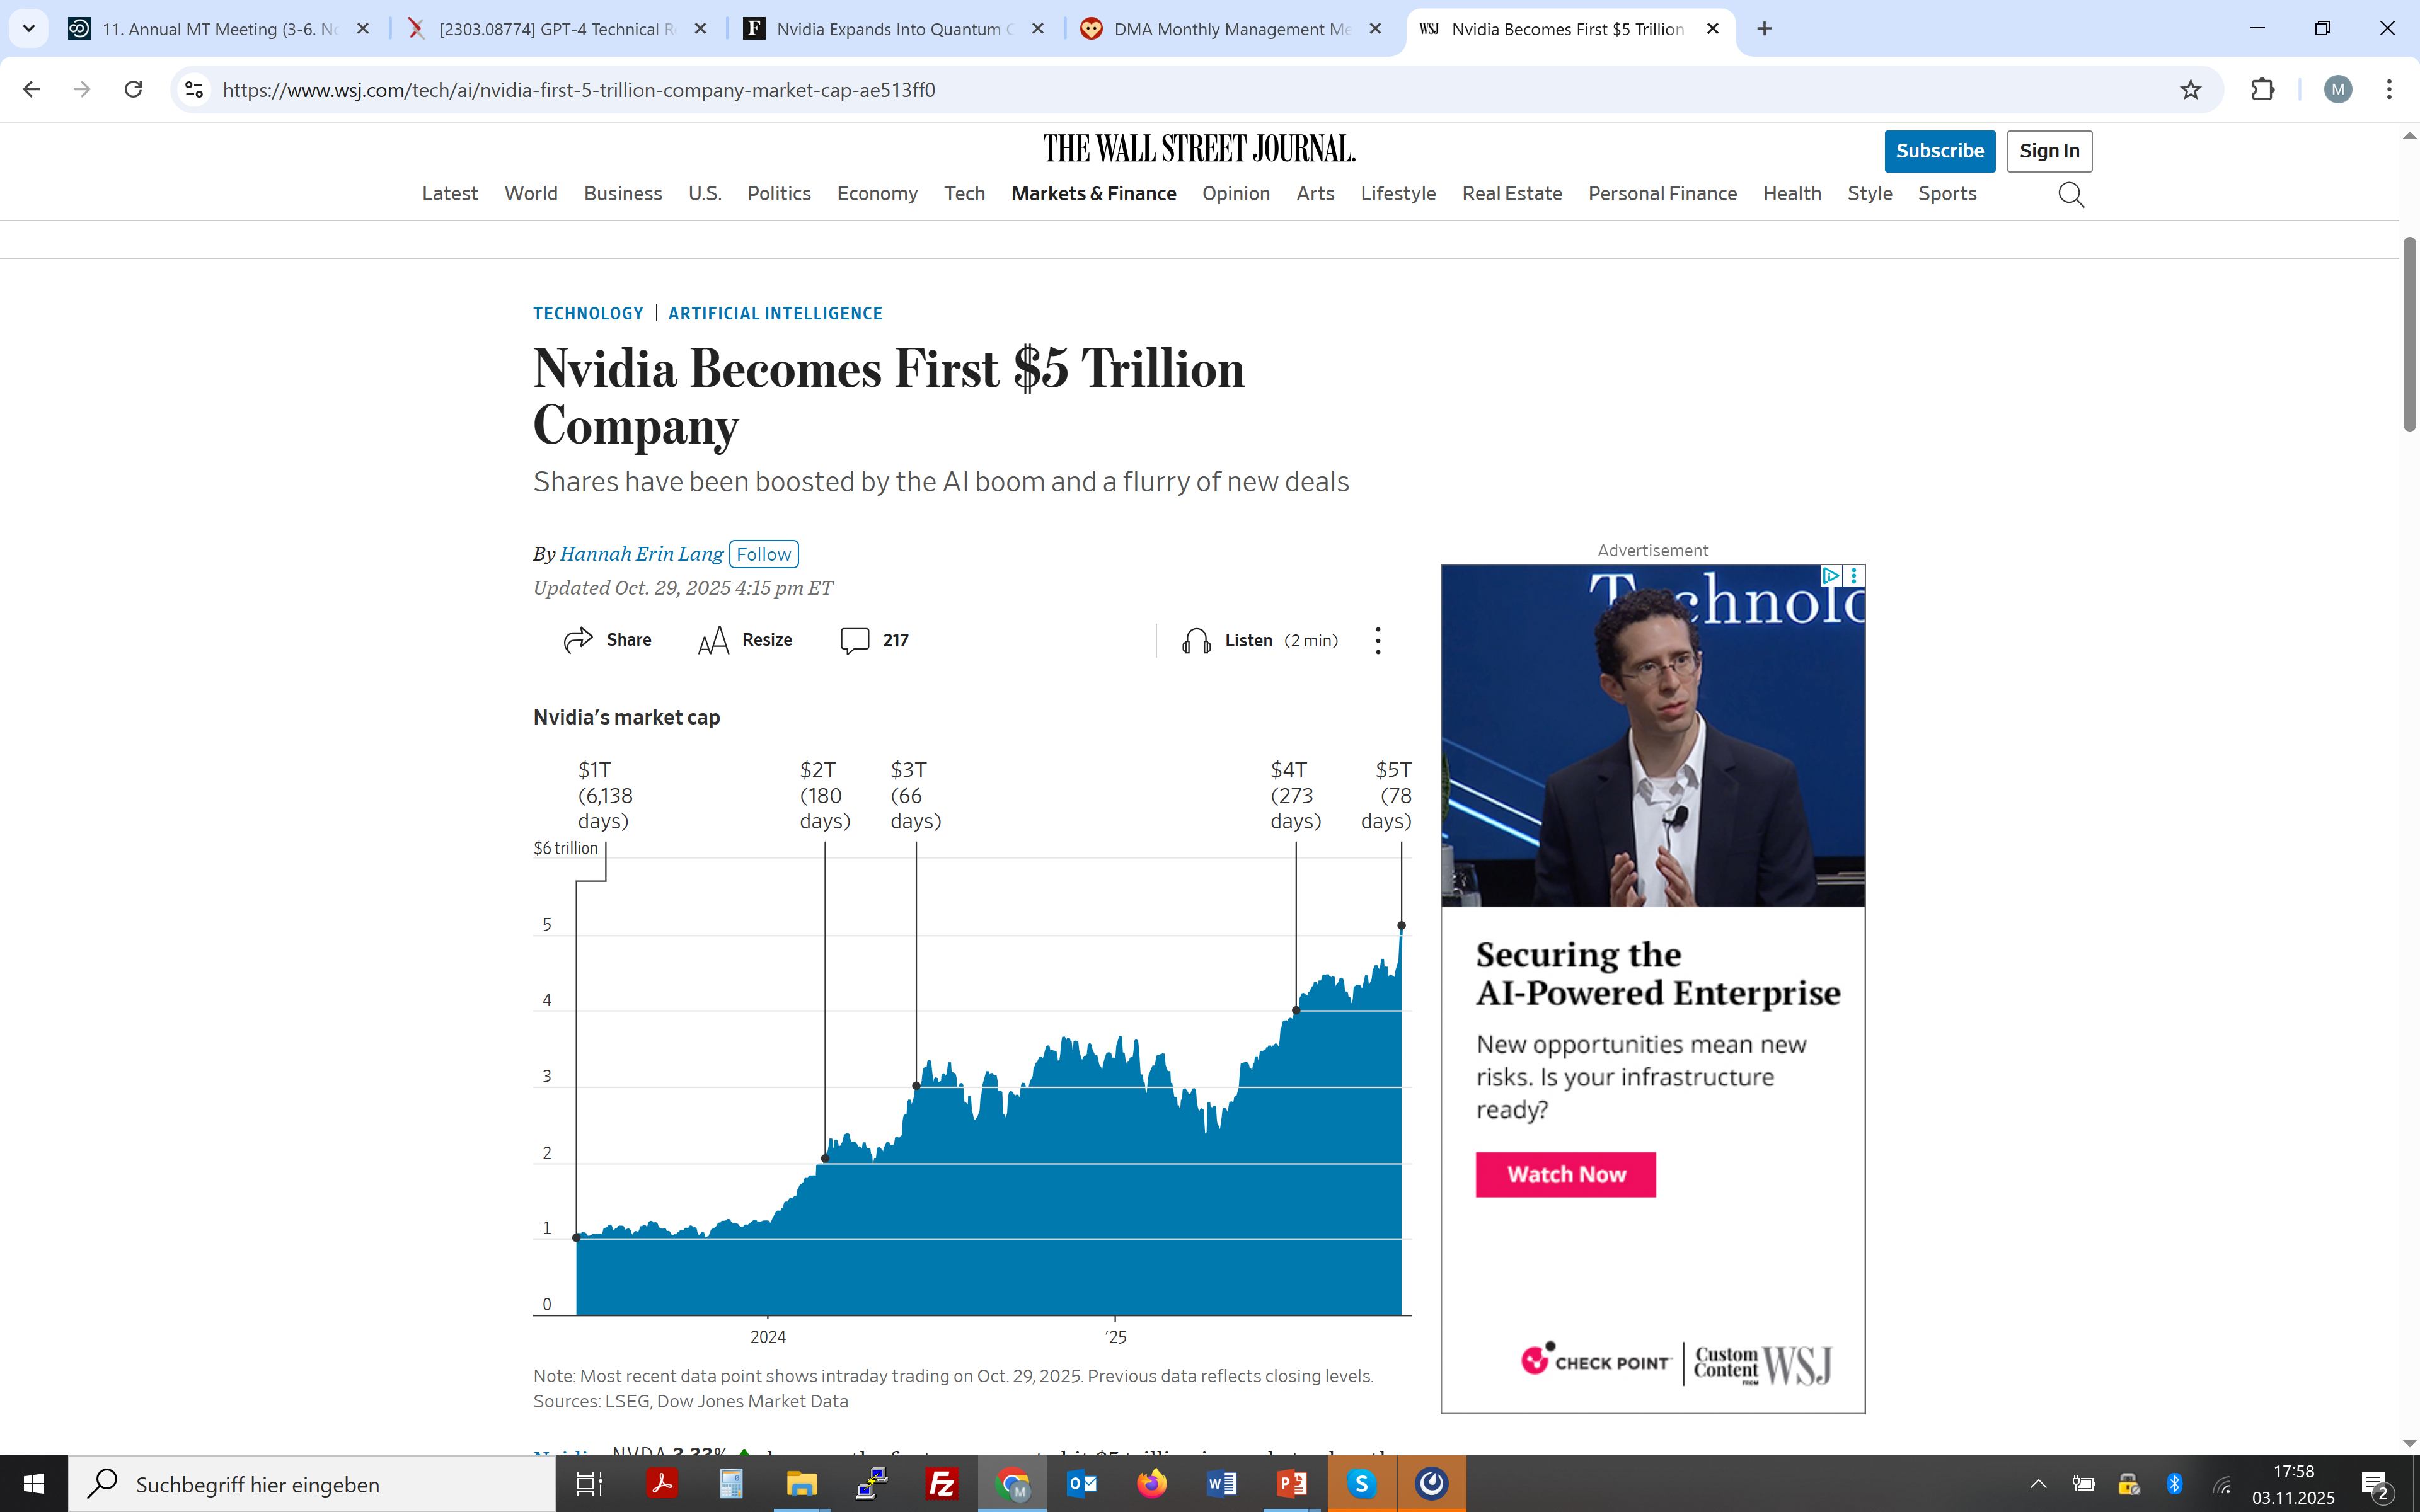 11. Annual MT Meeting (3-6. No
[2303.08774] GPT-4 Technical R
Nvidia Expands Into Quantum C
DMA Monthly Management Me
WSJ Nvidia Becomes First $5 Trillion
https://www.wsj.com/tech/ai/nvidia-first-5-trillion-company-market-cap-ae513ff0
M
THE WALL STREET JOURNAL.
Subscribe
Sign In
Latest World Business U.S. Politics Economy Tech Markets & Finance Opinion Arts Lifestyle Real Estate Personal Finance Health Style Sports
TECHNOLOGY | ARTIFICIAL INTELLIGENCE
Nvidia Becomes First $5 Trillion
Company
Shares have been boosted by the AI boom and a flurry of new deals
By Hannah Erin Lang Follow
Updated Oct. 29, 2025 4:15 pm ET
Share AA Resize 217 Listen (2 min)
Nvidia's market cap
$1T
(6,138
days)
$2T
(180
days)
$3T
(66
days)
$4T
(273
days)
$5T
(78
days)
$6 trillion
5
4
3
2
1
0
2024
'25
Note: Most recent data point shows intraday trading on Oct. 29, 2025. Previous data reflects closing levels.
Sources: LSEG, Dow Jones Market Data
Advertisement
Technolo
Securing the
AI-Powered Enterprise
New opportunities mean new
risks. Is your infrastructure
ready?
Watch Now
CHECK POINT
Custom
Content
FROM
WSJ
NVDA 3.33%
Suchbegriff hier eingeben
17:58
03.11.2025
2